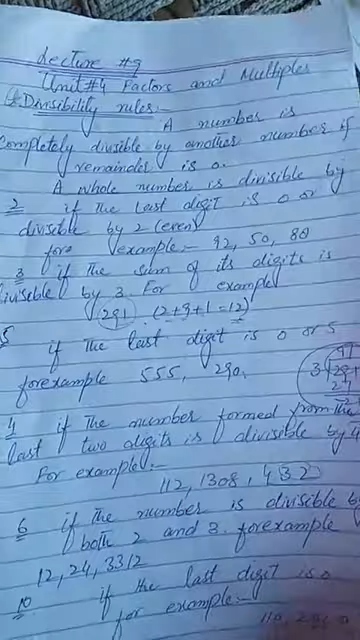 Lecture #9
Unit#4 Factors and Multiples
Divisibility rules:-
A number is
completely divisible by another number if
remainder is 0.
A whole number is divisible by
2 if the last digit is 0 or
divisible by 2 (even)
for example:- 92, 50, 80
3 if the sum of its digits is
divisible by 3. For example
291 (2+9+1=12)
5
if the last digit is 0 or 5
forexample 555, 290,
3 291
4 if the number formed from the
last two digits is divisible by 4
For example:-
112, 1308, 432
6 if the number is divisible by
both 2 and 3. forexample
12, 24, 3312
10 if the last digit is 0
for example:-
110,